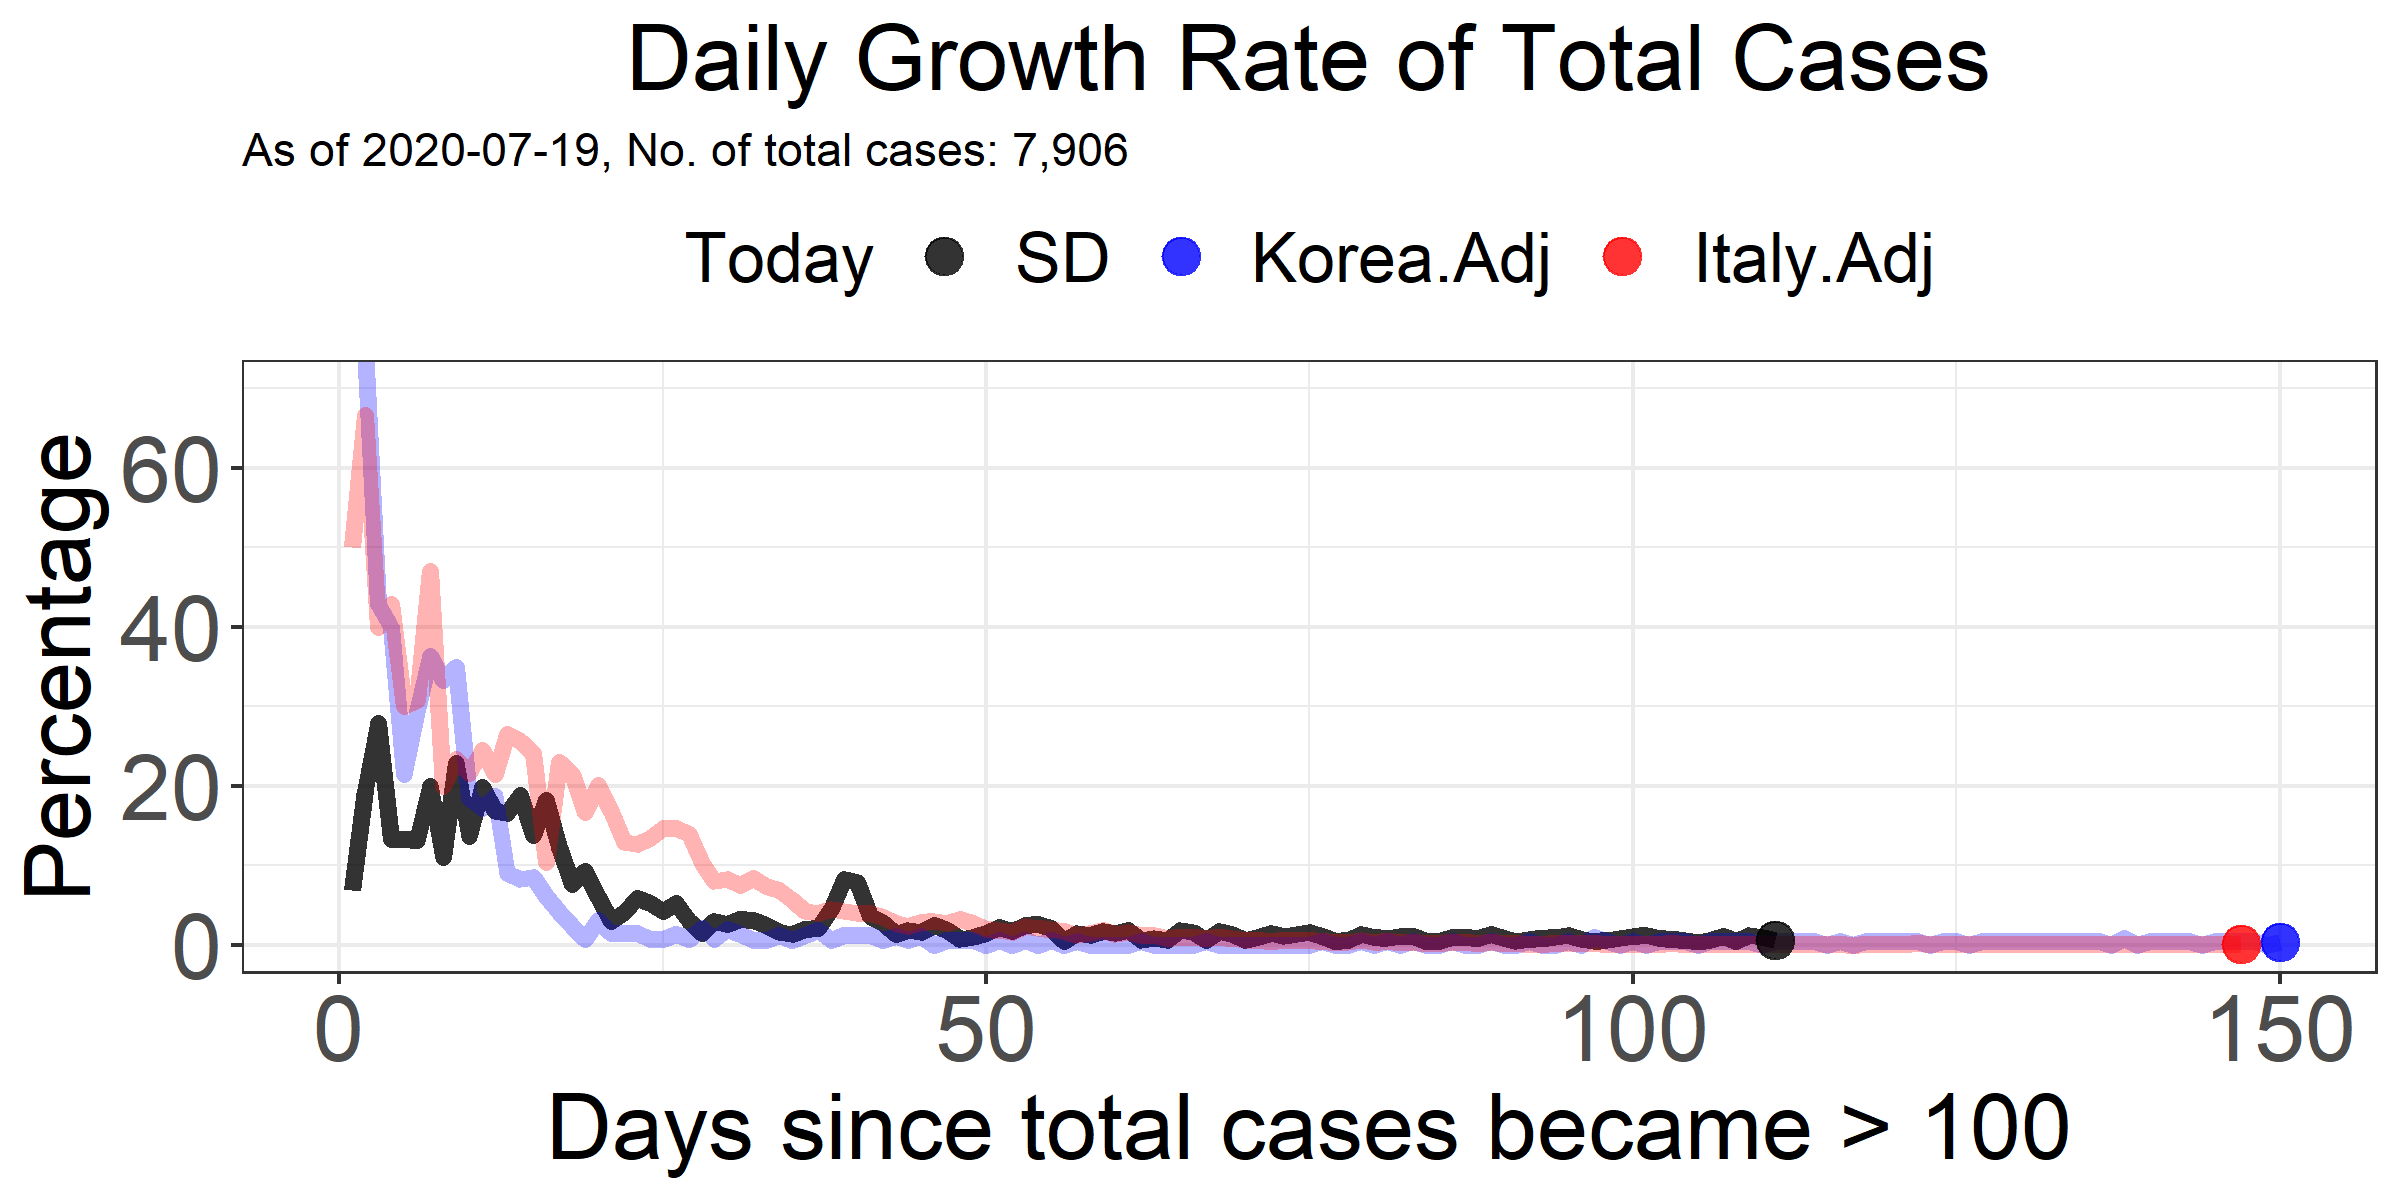 Daily Growth Rate of Total Cases
As of 2020-07-19, No. of total cases: 7,906
Today SD Korea.Adj Italy.Adj
Percentage
60
40
20
0
0 50 100 150
Days since total cases became > 100